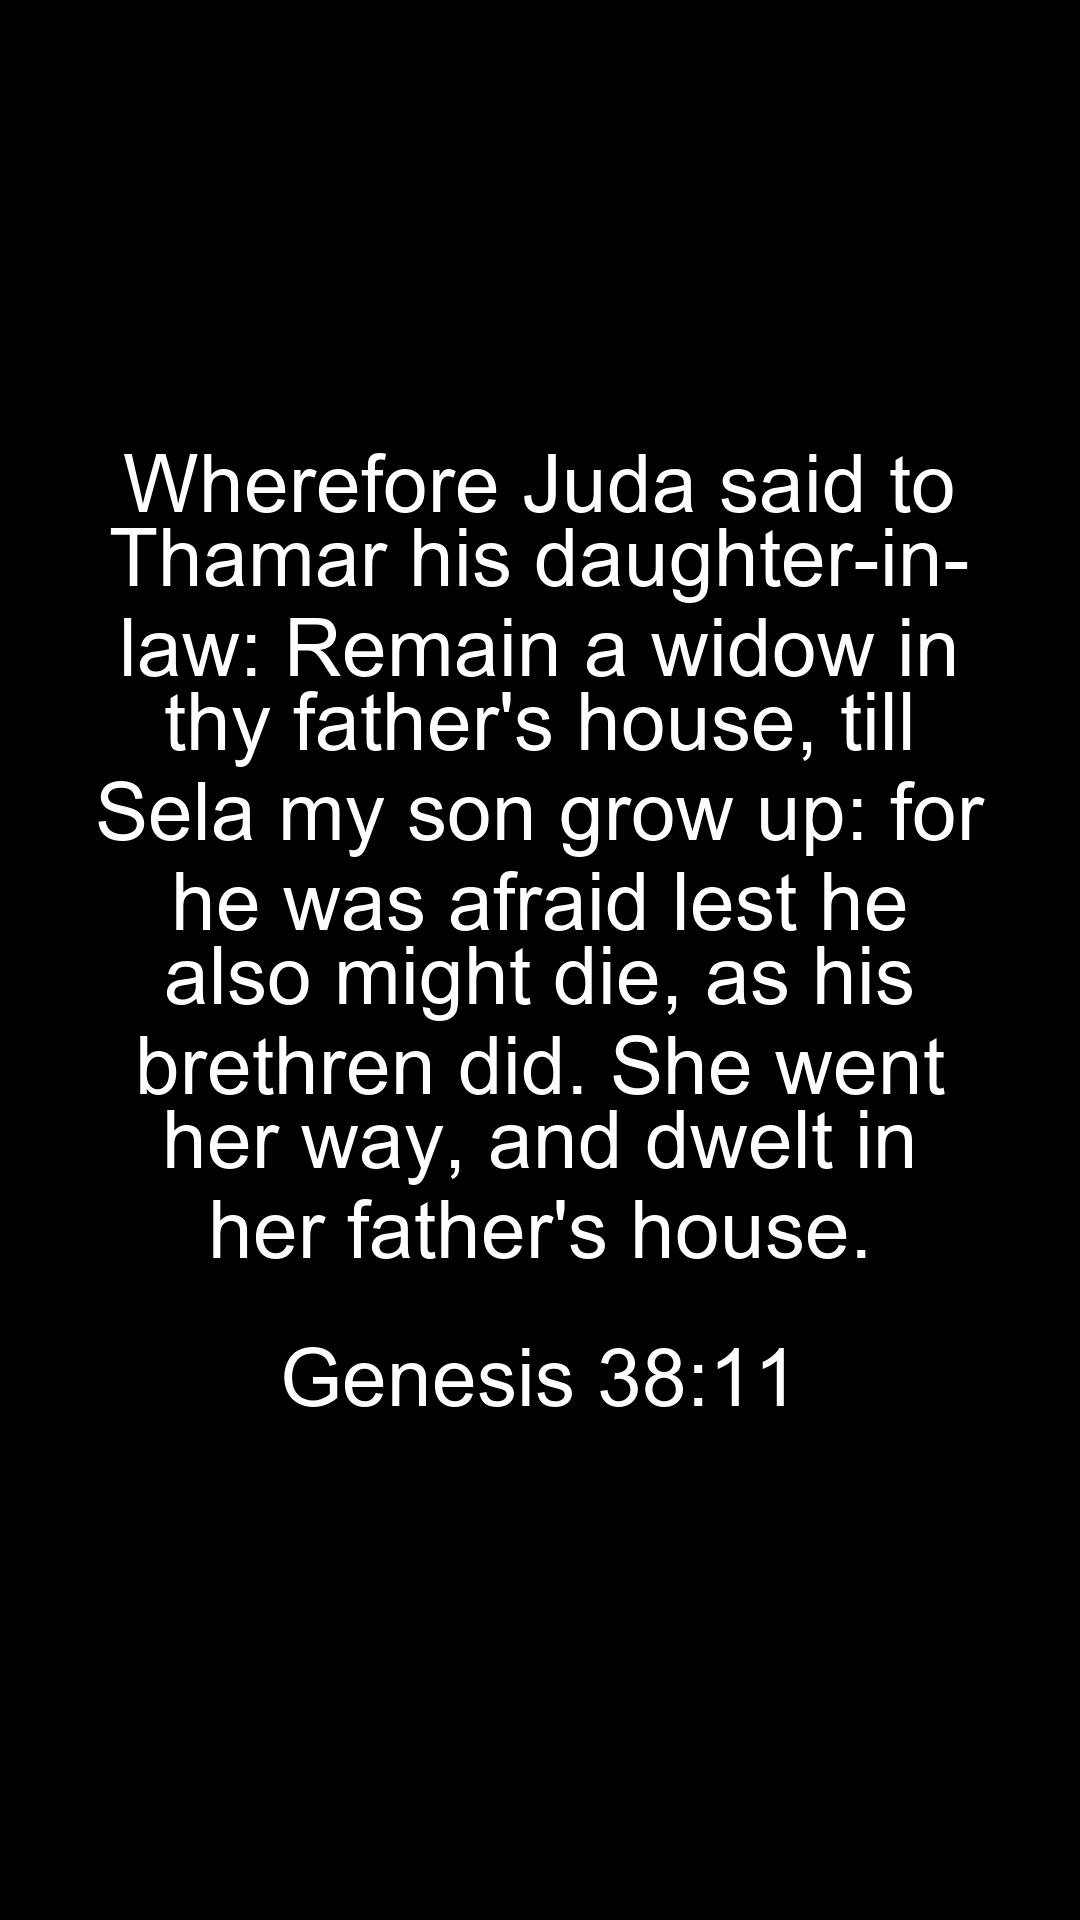 Wherefore Juda said to
Thamar his daughter-in-
law: Remain a widow in
thy father's house, till
Sela my son grow up: for
he was afraid lest he
also might die, as his
brethren did. She went
her way, and dwelt in
her father's house.
Genesis 38:11